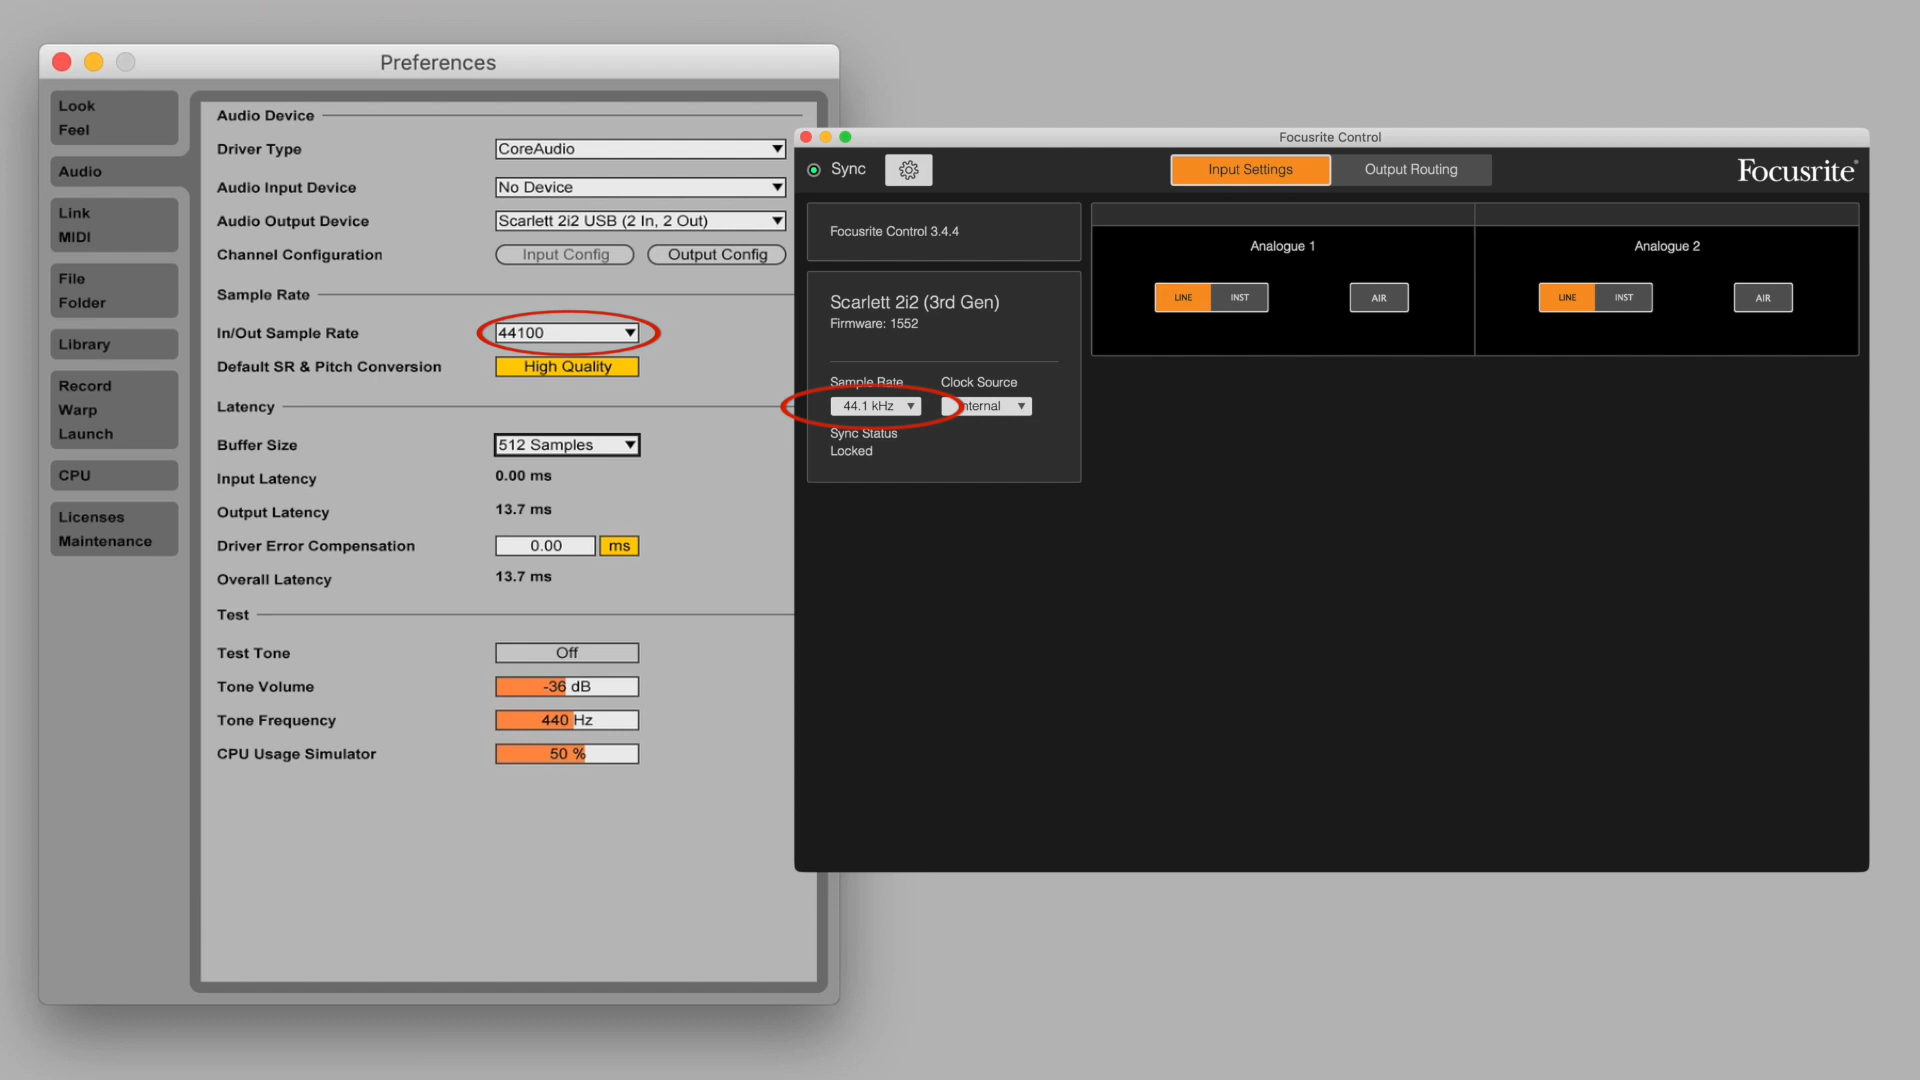 Preferences
Look
Feel
Audio
Link
MIDI
File
Folder
Library
Record
Warp
Launch
CPU
Licenses
Maintenance
Audio Device
Driver Type CoreAudio
Audio Input Device No Device
Audio Output Device Scarlett 2i2 USB (2 In, 2 Out)
Channel Configuration Input Config Output Config
Sample Rate
In/Out Sample Rate 44100
Default SR & Pitch Conversion High Quality
Latency
Buffer Size 512 Samples
Input Latency 0.00 ms
Output Latency 13.7 ms
Driver Error Compensation 0.00 ms
Overall Latency 13.7 ms
Test
Test Tone Off
Tone Volume -36 dB
Tone Frequency 440 Hz
CPU Usage Simulator 50 %
Focusrite Control
Sync Input Settings Output Routing Focusrite®
Focusrite Control 3.4.4
Scarlett 2i2 (3rd Gen)
Firmware: 1552
Sample Rate Clock Source
44.1 kHz Internal
Sync Status
Locked
Analogue 1 Analogue 2
LINE INST AIR LINE INST AIR